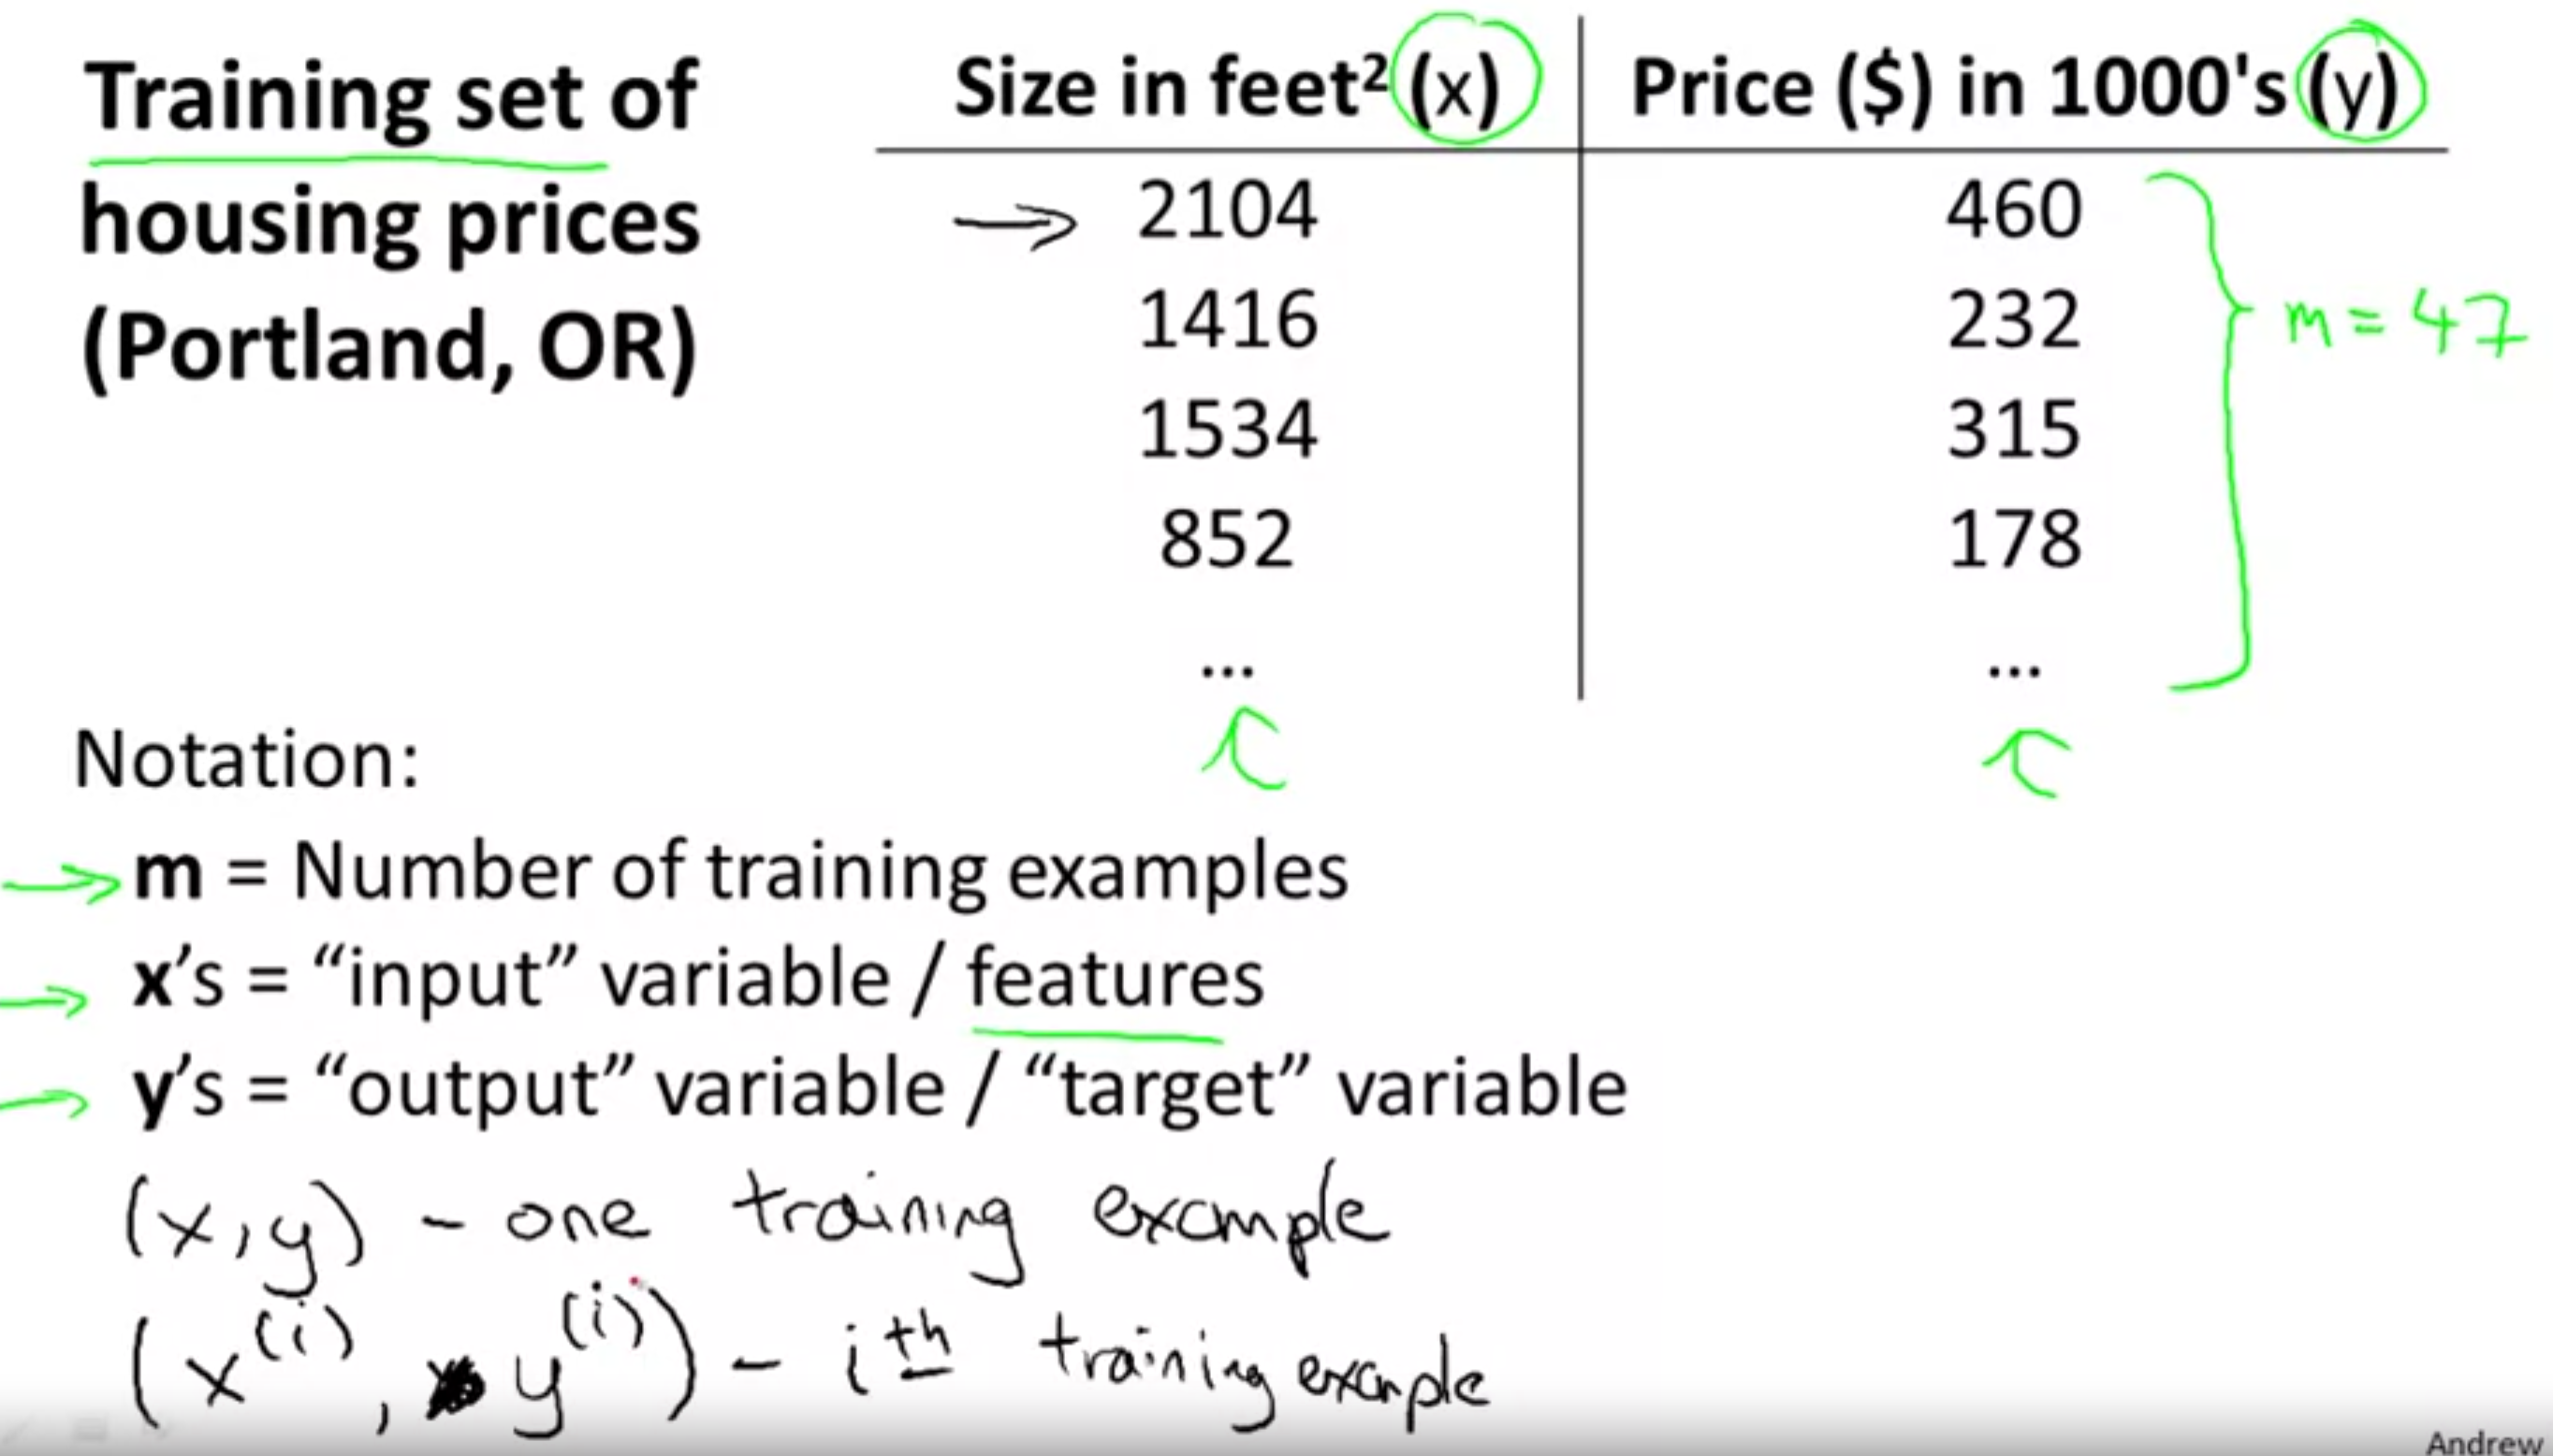 Training set of
housing prices
(Portland, OR)
Size in feet² (x) Price ($) in 1000's (y)
2104 460
1416 232
1534 315
852 178
... ...
m = 47
Notation:
m = Number of training examples
x's = “input” variable / features
y's = “output” variable / “target” variable
(x, y) - one training example
(x^(i), y^(i)) - i^th training example
Andrew